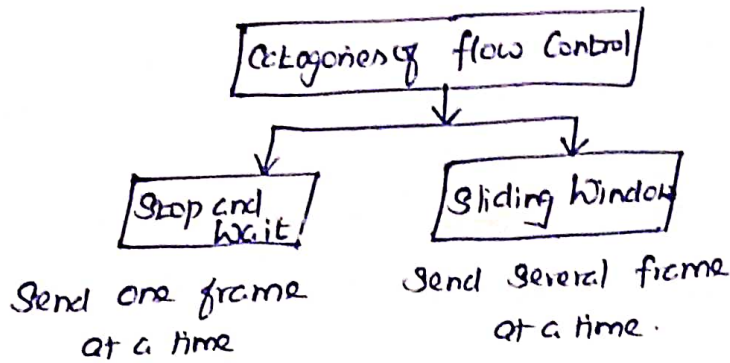 Categories of flow Control
Stop and
Wait
Sliding Window
Send one frame
at a time
Send Several frame
at a time.